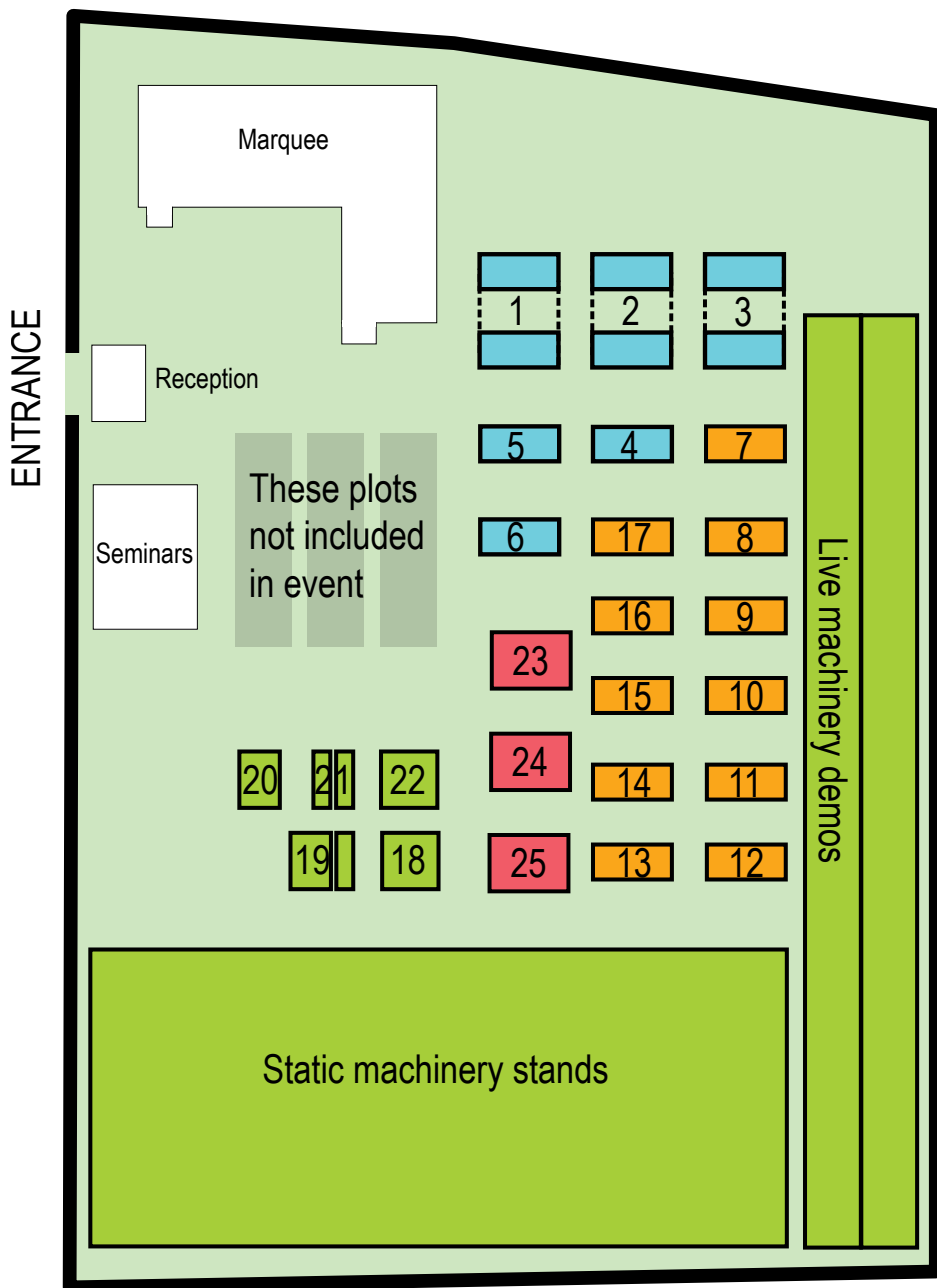 Marquee
ENTRANCE
Reception
1
2
3
5
4
7
These plots
not included
in event
Seminars
6
17
8
16
9
23
15
10
Live machinery demos
20
21
22
24
14
11
19
18
25
13
12
Static machinery stands